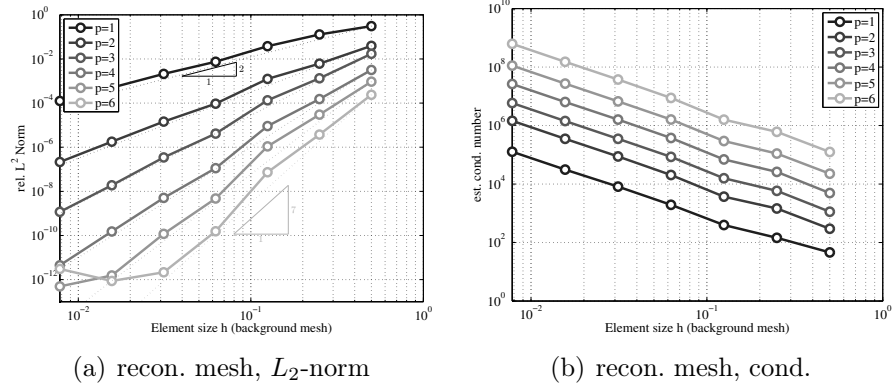 10^0
10^-2
10^-4
10^-6
10^-8
10^-10
10^-12
rel. L^2 Norm
p=1
p=2
p=3
p=4
p=5
p=6
2
1
7
1
10^-2
10^-1
10^0
Element size h (background mesh)
(a) recon. mesh, L_2-norm
10^10
10^8
10^6
10^4
10^2
10^0
est. cond. number
p=1
p=2
p=3
p=4
p=5
p=6
10^-2
10^-1
10^0
Element size h (background mesh)
(b) recon. mesh, cond.